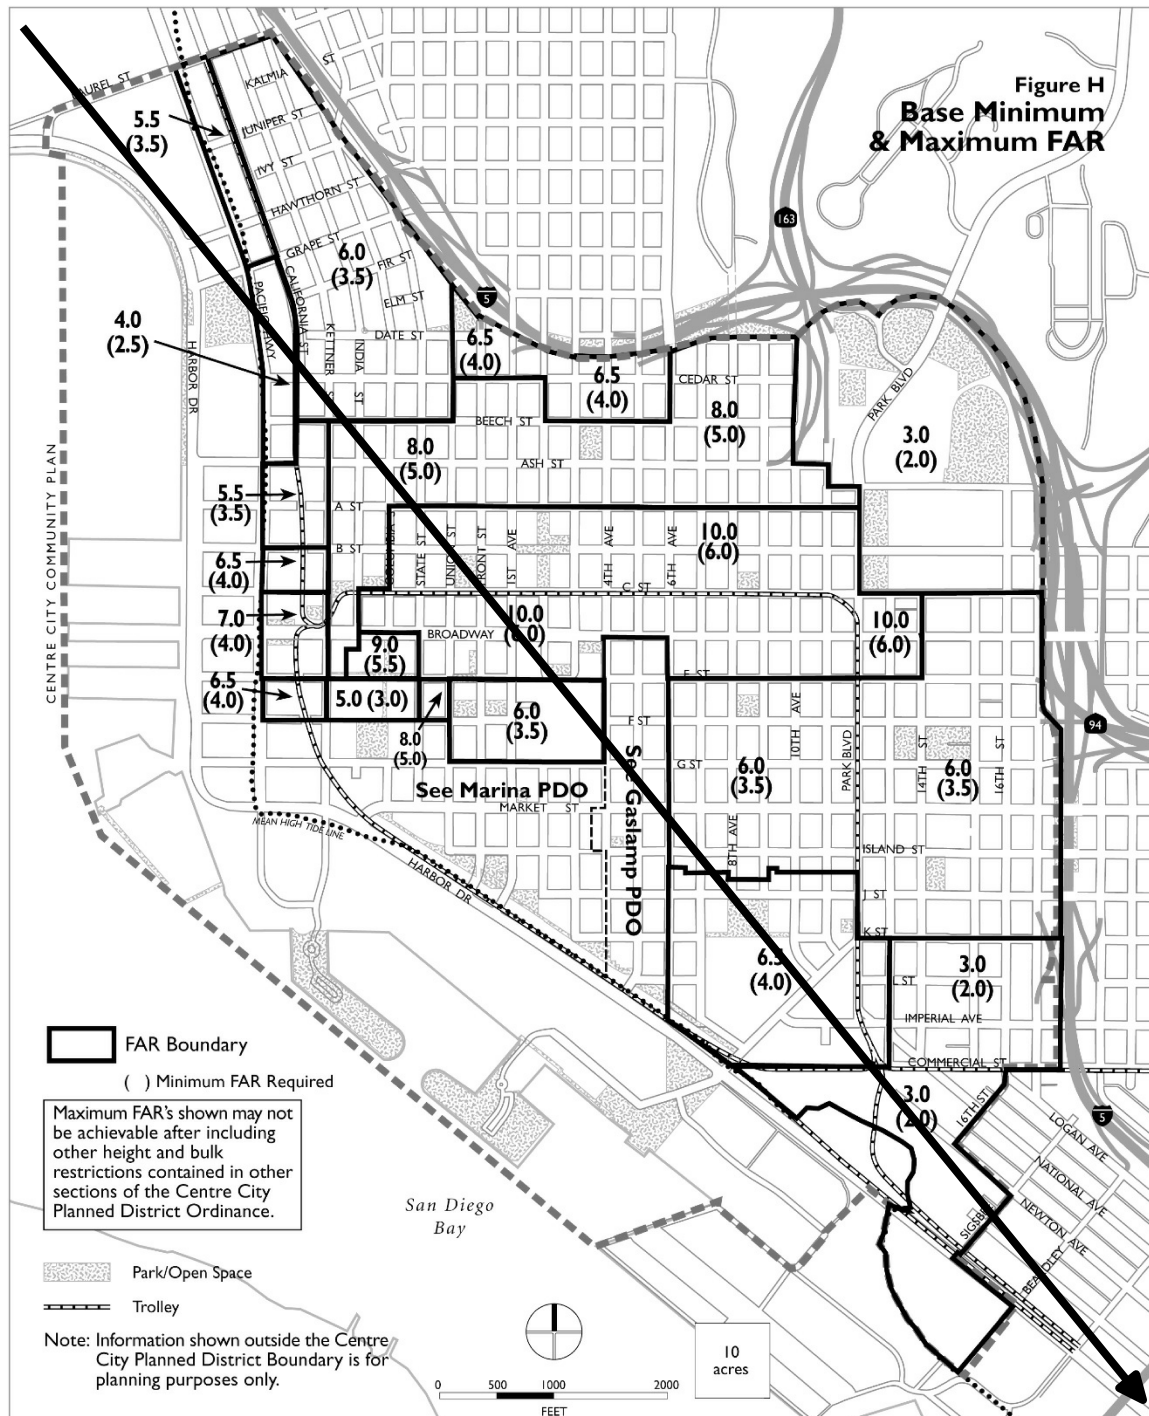 Figure H
Base Minimum
& Maximum FAR
ST
KALMIA ST
JUNIPER ST
IVY ST
HAWTHORN ST
GRAPE ST
FIR ST
ELM ST
DATE ST
CEDAR ST
BEECH ST
ASH ST
A ST
B ST
C ST
BROADWAY
E ST
F ST
G ST
MARKET ST
ISLAND ST
J ST
K ST
L ST
IMPERIAL AVE
COMMERCIAL ST
5.5
(3.5)
6.0
(3.5)
4.0
(2.5)
6.5
(4.0)
6.5
(4.0)
8.0
(5.0)
3.0
(2.0)
8.0
(5.0)
5.5
(3.5)
10.0
(6.0)
6.5
(4.0)
7.0
(4.0)
10.0
10.0
(6.0)
9.0
(5.5)
6.5
(4.0)
5.0 (3.0)
8.0
(5.0)
6.0
(3.5)
6.0
(3.5)
6.0
(3.5)
(4.0)
3.0
(2.0)
3.0
163
5
94
5
PACIFIC HWY
CALIFORNIA ST
KETTNER
INDIA ST
HARBOR DR
CENTRE CITY COMMUNITY PLAN
STATE ST
UNION ST
FRONT ST
1ST AVE
4TH AVE
6TH AVE
8TH AVE
10TH AVE
PARK BLVD
PARK BLVD
14TH ST
16TH ST
See Marina PDO
See Gaslamp PDO
MEAN HIGH TIDE LINE
HARBOR DR
16TH ST
LOGAN AVE
NATIONAL AVE
NEWTON AVE
San Diego
Bay
FAR Boundary
( ) Minimum FAR Required
Maximum FAR's shown may not
be achievable after including
other height and bulk
restrictions contained in other
sections of the Centre City
Planned District Ordinance.
Park/Open Space
Trolley
Note: Information shown outside the Centre
City Planned District Boundary is for
planning purposes only.
0 500 1000 2000
FEET
10
acres